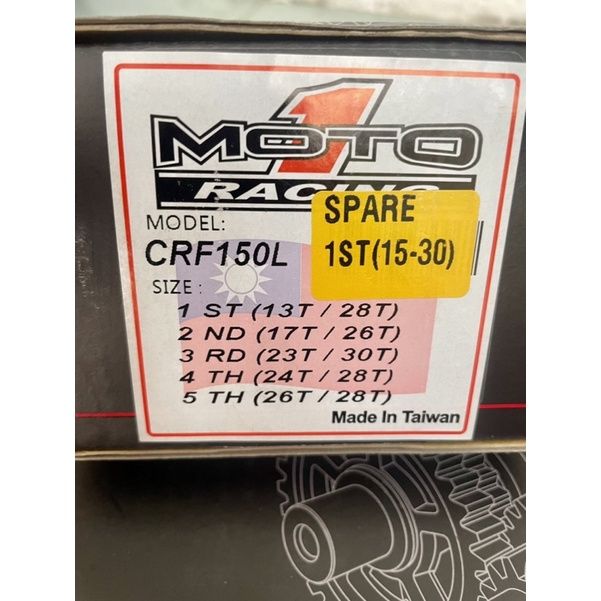 MOTO 1
RACING
MODEL:
CRF150L
SPARE
1ST(15-30)
SIZE :
1 ST (13T / 28T)
2 ND (17T / 26T)
3 RD (23T / 30T)
4 TH (24T / 28T)
5 TH (26T / 28T)
Made In Taiwan